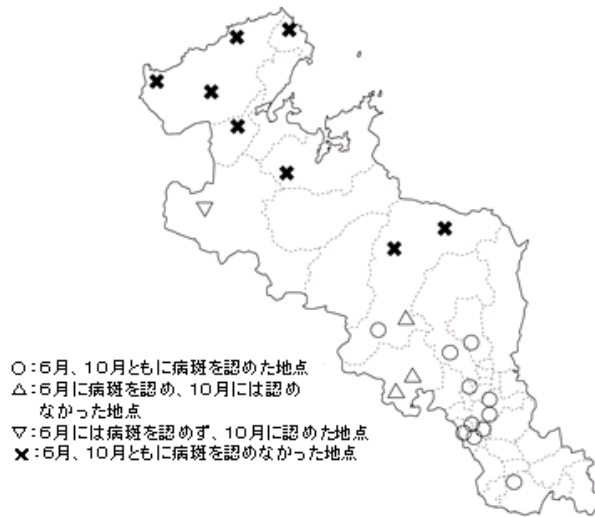 ○：6月、10月ともに病斑を認めた地点
△：6月に病斑を認め、10月には認め
なかった地点
▽：6月には病斑を認めず、10月に認めた地点
✖：6月、10月ともに病斑を認めなかった地点